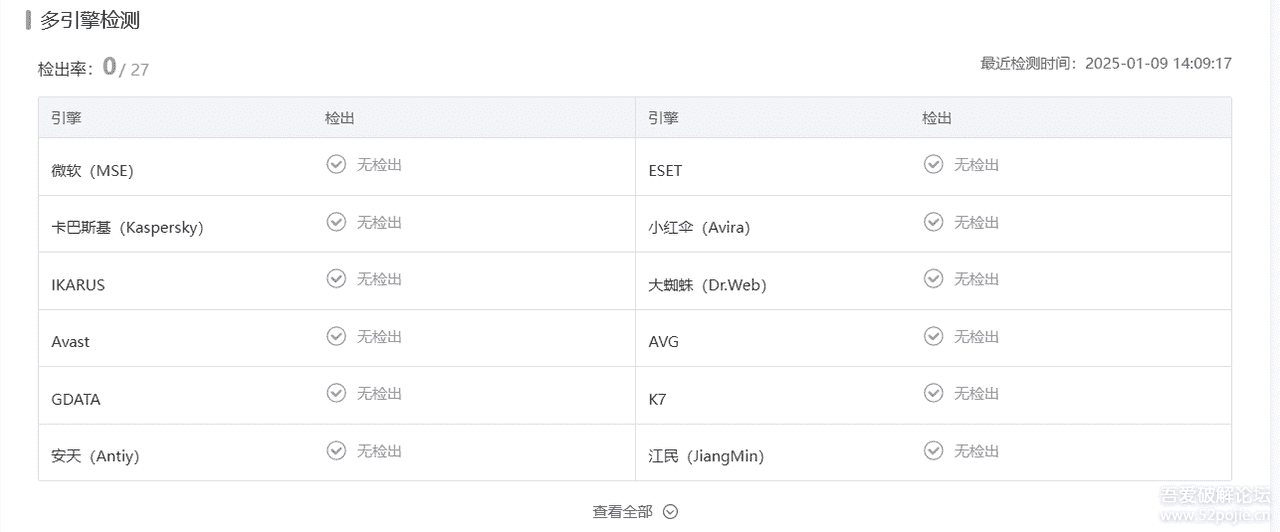 多引擎检测
检出率：0 / 27
最近检测时间：2025-01-09 14:09:17
引擎 检出 引擎 检出
微软（MSE） 无检出 ESET 无检出
卡巴斯基（Kaspersky） 无检出 小红伞（Avira） 无检出
IKARUS 无检出 大蜘蛛（Dr.Web） 无检出
Avast 无检出 AVG 无检出
GDATA 无检出 K7 无检出
安天（Antiy） 无检出 江民（JiangMin） 无检出
查看全部
吾爱破解论坛
www.52pojie.cn